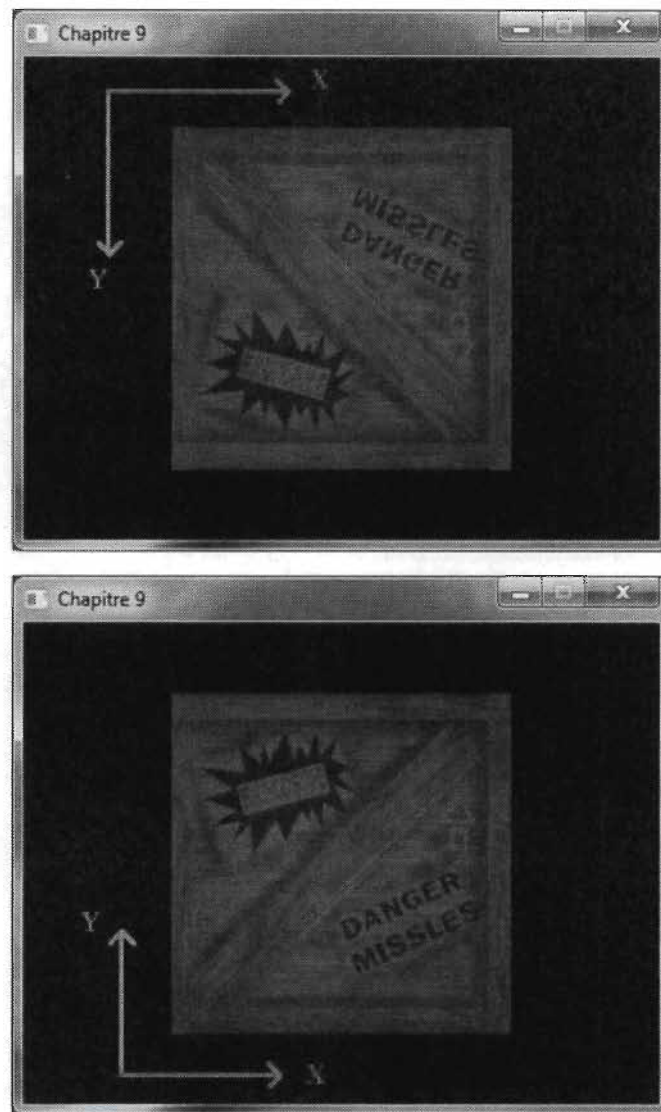 Chapitre 9
X
Y
MISSLES
DANGER
Chapitre 9
DANGER
MISSLES
Y
X